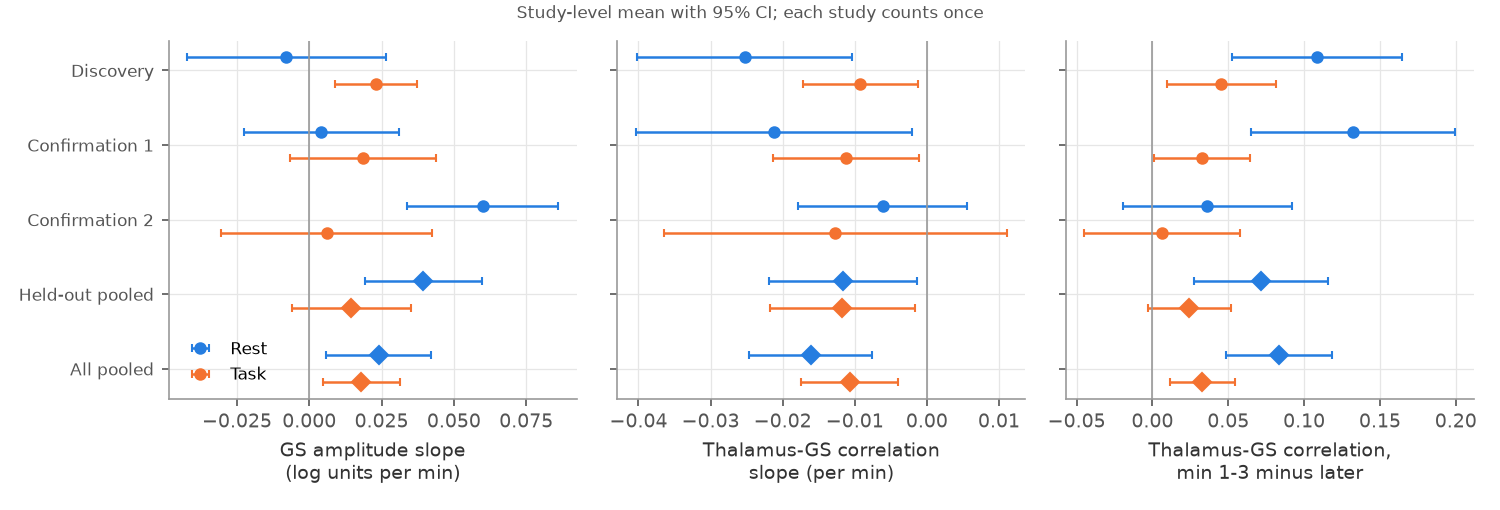 Study-level mean with 95% CI; each study counts once
Discovery
Confirmation 1
Confirmation 2
Held-out pooled
All pooled
Rest
Task
−0.025 0.000 0.025 0.050 0.075
GS amplitude slope
(log units per min)
−0.04 −0.03 −0.02 −0.01 0.00 0.01
Thalamus-GS correlation
slope (per min)
−0.05 0.00 0.05 0.10 0.15 0.20
Thalamus-GS correlation,
min 1-3 minus later